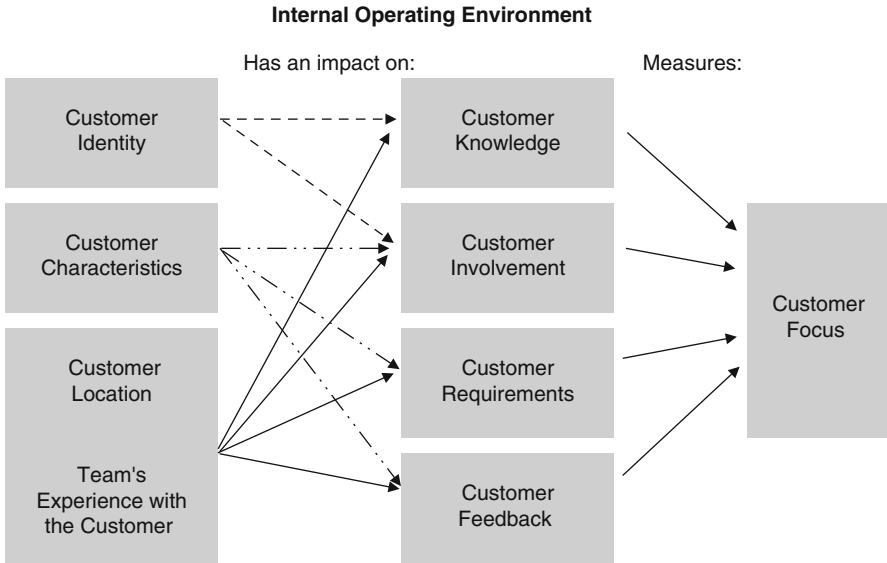 Internal Operating Environment
Has an impact on:
Measures:
Customer
Identity
Customer
Knowledge
Customer
Characteristics
Customer
Involvement
Customer
Focus
Customer
Location
Customer
Requirements
Team's
Experience with
the Customer
Customer
Feedback